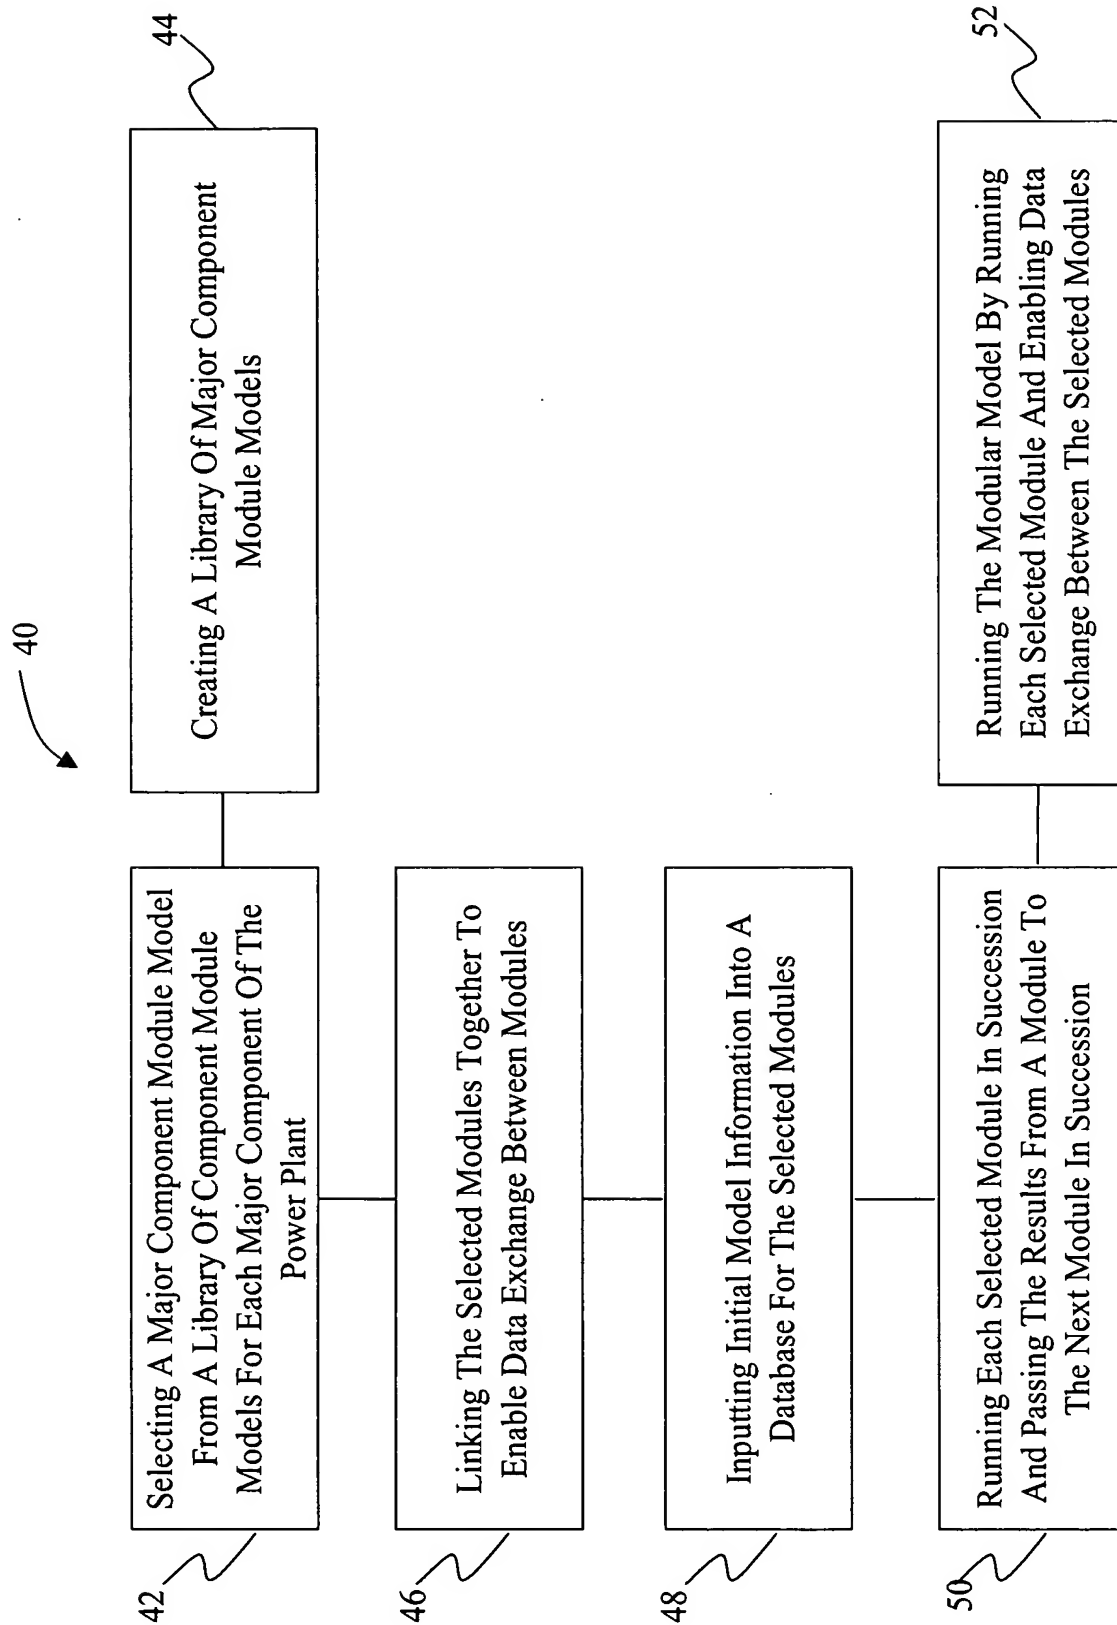 40
42
Selecting A Major Component Module Model
From A Library Of Component Module
Models For Each Major Component Of The
Power Plant
44
Creating A Library Of Major Component
Module Models
46
Linking The Selected Modules Together To
Enable Data Exchange Between Modules
48
Inputting Initial Model Information Into A
Database For The Selected Modules
50
Running Each Selected Module In Succession
And Passing The Results From A Module To
The Next Module In Succession
52
Running The Modular Model By Running
Each Selected Module And Enabling Data
Exchange Between The Selected Modules